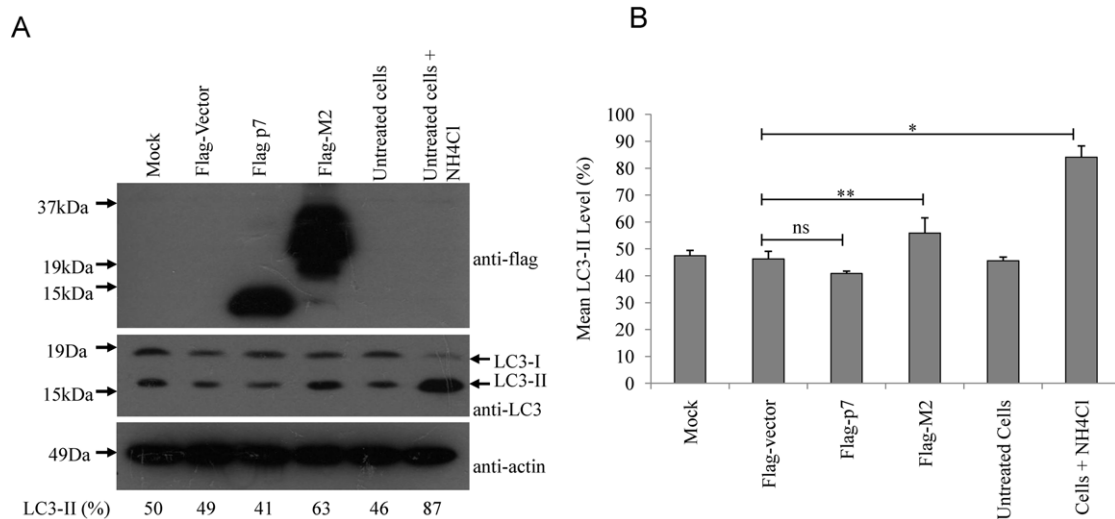 A
Mock
Flag-Vector
Flag p7
Flag-M2
Untreated cells
Untreated cells +
NH4Cl
37kDa
19kDa
15kDa
anti-flag
19Da
15kDa
LC3-I
LC3-II
anti-LC3
49Da
anti-actin
LC3-II (%) 50 49 41 63 46 87
B
Mean LC3-II Level (%)
100
90
80
70
60
50
40
30
20
10
0
*
**
ns
Mock
Flag-vector
Flag-p7
Flag-M2
Untreated Cells
Cells + NH4Cl